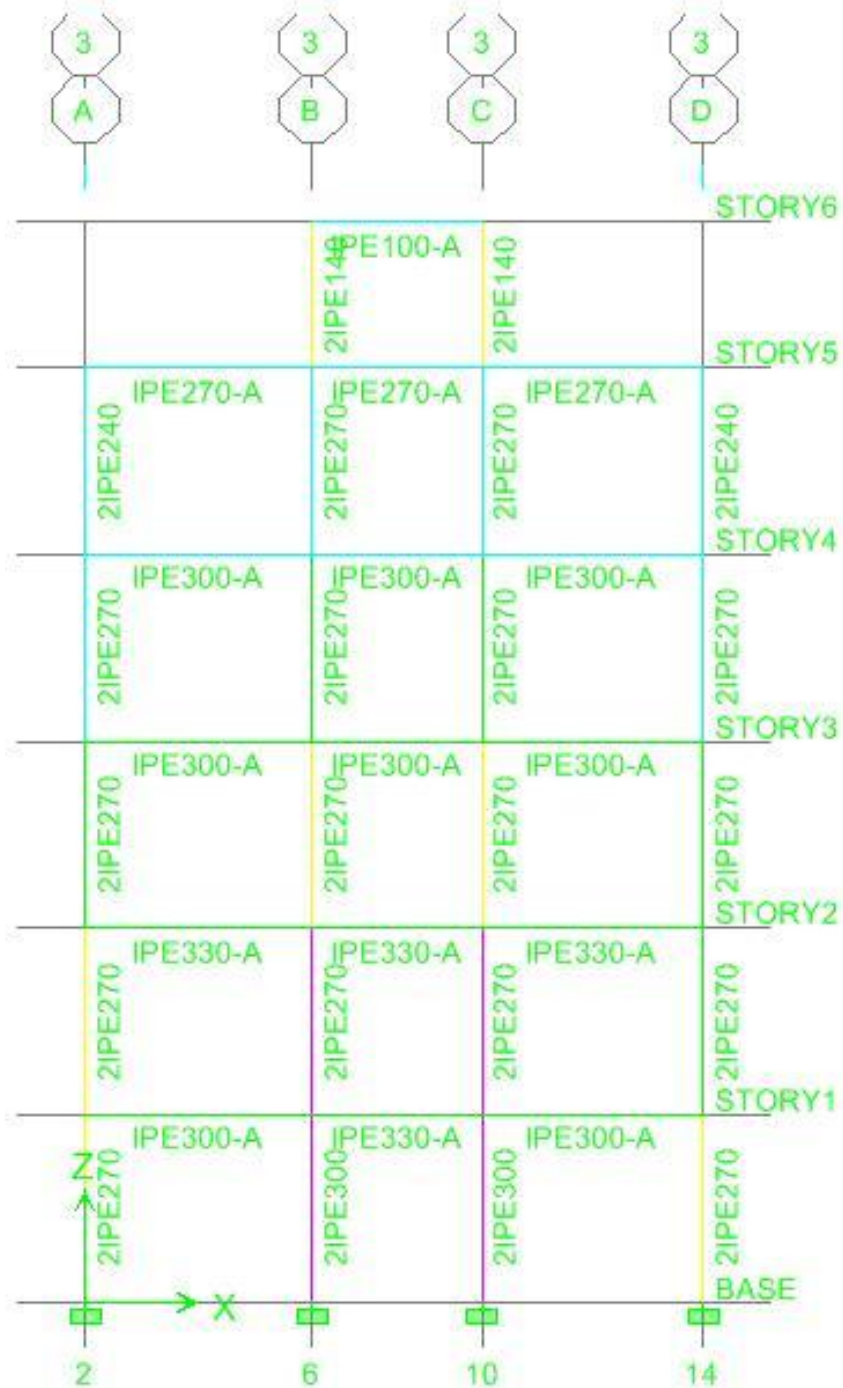 3 3 3 3
A B C D
STORY6
IPE100-A
2IPE140 2IPE140
STORY5
IPE270-A IPE270-A IPE270-A
2IPE240 2IPE270 2IPE270 2IPE240
STORY4
IPE300-A IPE300-A IPE300-A
2IPE270 2IPE270 2IPE270 2IPE270
STORY3
IPE300-A IPE300-A IPE300-A
2IPE270 2IPE270 2IPE270 2IPE270
STORY2
IPE330-A IPE330-A IPE330-A
2IPE270 2IPE270 2IPE270 2IPE270
STORY1
IPE300-A IPE330-A IPE300-A
2IPE270 2IPE300 2IPE300 2IPE270
Z
BASE
X
2 6 10 14